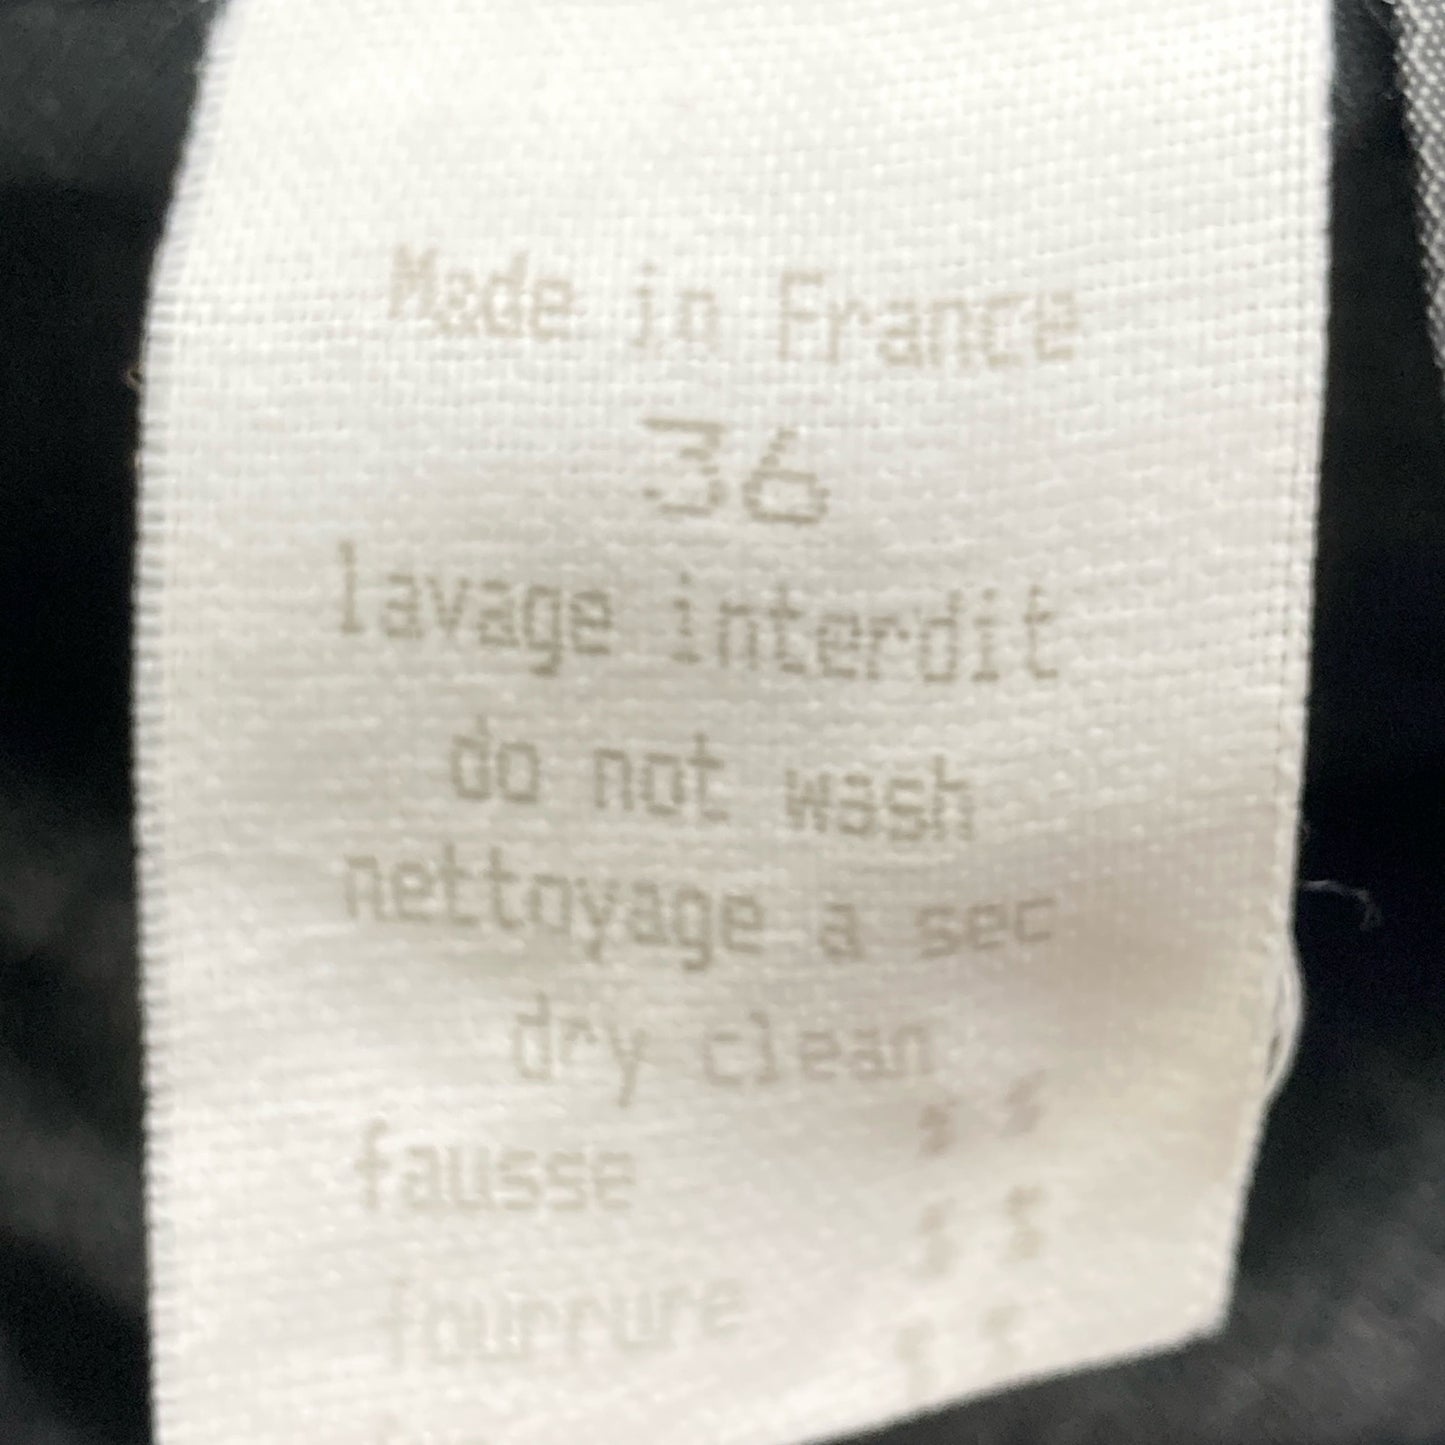 Made in France
36
lavage interdit
do not wash
nettoyage a sec
dry clean
fausse
fourrure